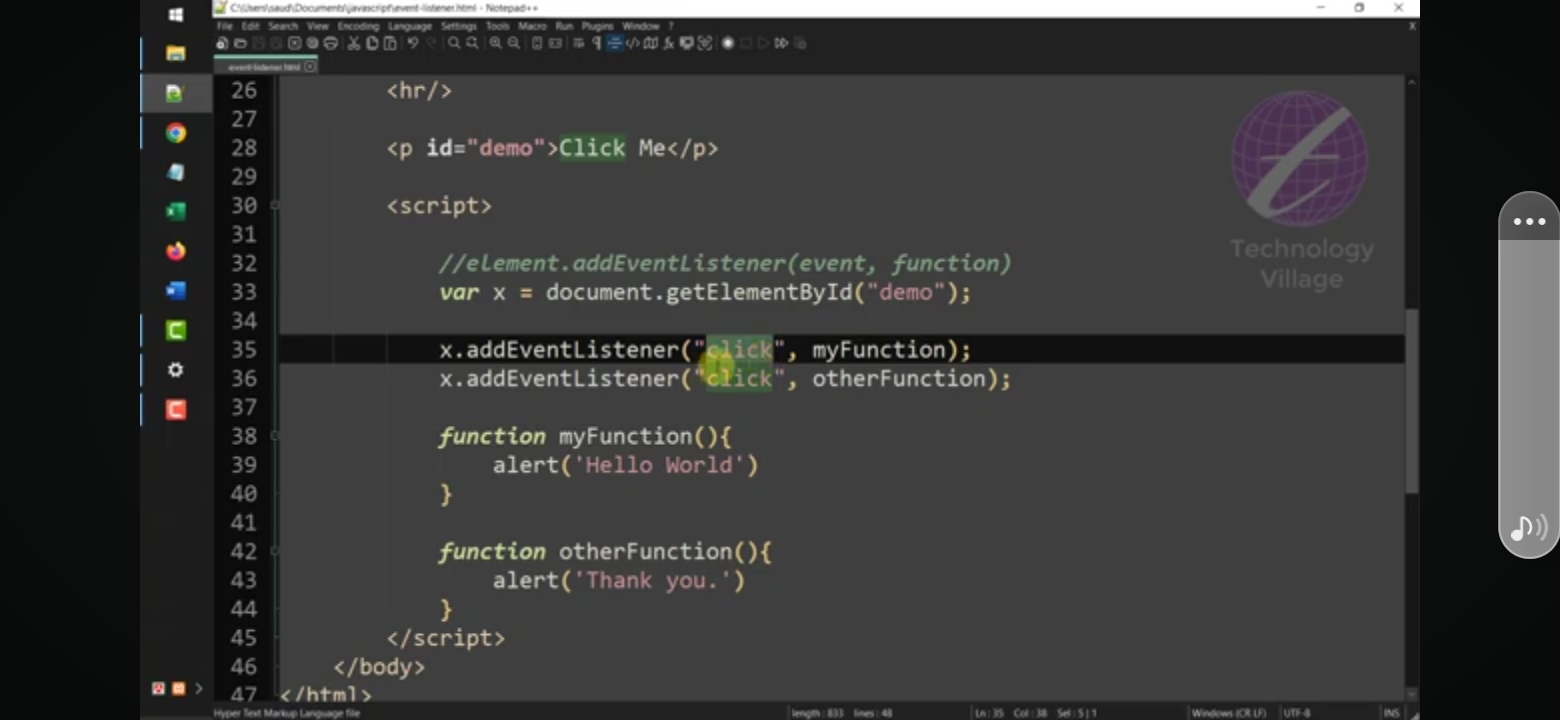 C:\Users\saud\Documents\javascript\event-listener.html - Notepad++
File Edit Search View Encoding Language Settings Tools Macro Run Plugins Window ?
event-listener.html
26 <hr/>
27
28 <p id="demo">Click Me</p>
29
30 <script>
31
32 //element.addEventListener(event, function)
33 var x = document.getElementById("demo");
34
35 x.addEventListener("click", myFunction);
36 x.addEventListener("click", otherFunction);
37
38 function myFunction(){
39 alert('Hello World')
40 }
41
42 function otherFunction(){
43 alert('Thank you.')
44 }
45 </script>
46 </body>
47 </html>
Technology
Village
Hyper Text Markup Language file length : 833 lines : 48 Ln : 35 Col : 38 Sel : 5 | 1 Windows (CR LF) UTF-8 INS